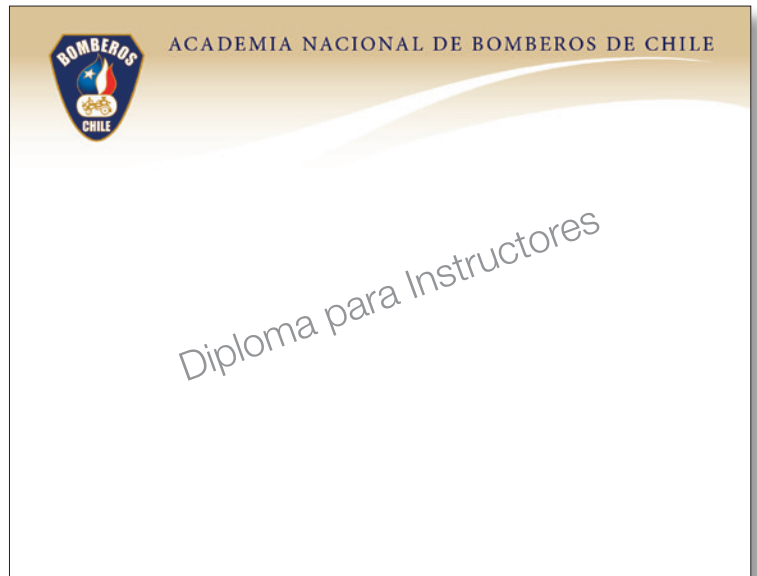 BOMBEROS
CHILE
ACADEMIA NACIONAL DE BOMBEROS DE CHILE
Diploma para Instructores